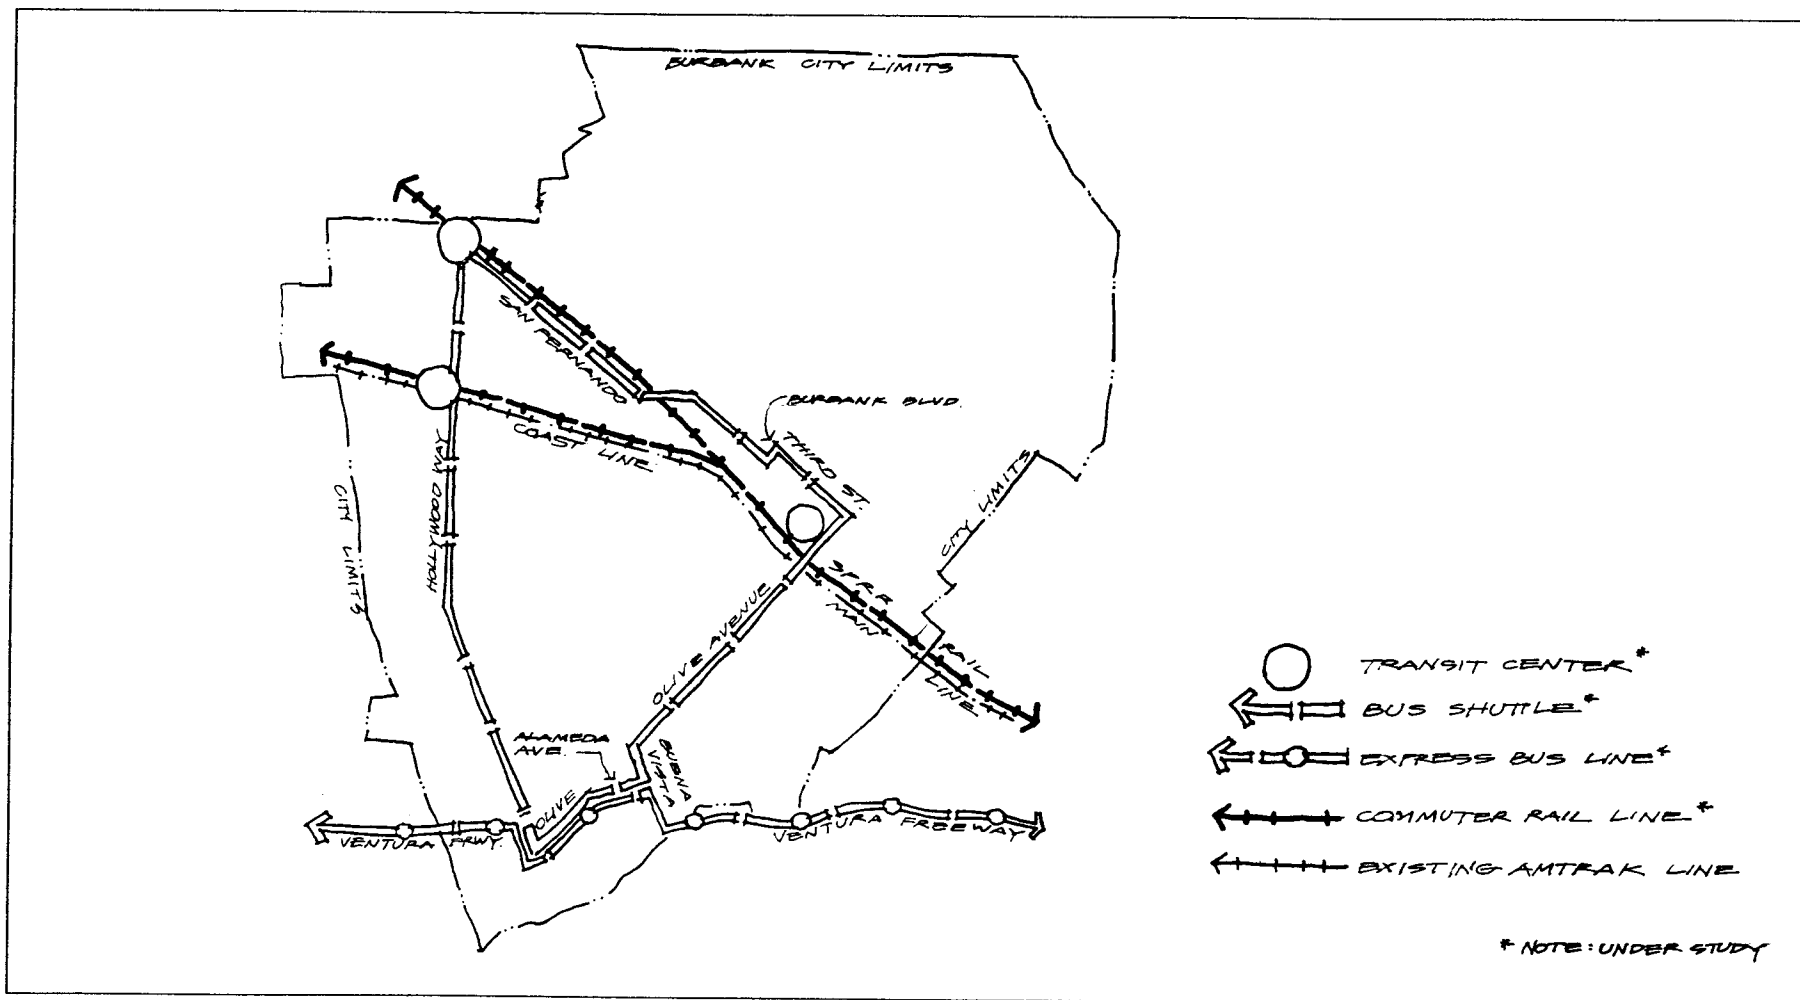 BURBANK CITY LIMITS
SAN FERNANDO
BURBANK BLVD.
THIRD ST.
COAST LINE
HOLLYWOOD WAY
CITY LIMITS
CITY LIMITS
SPRR
MAIN
RAIL
LINE
OLIVE AVENUE
ALAMEDA
AVE.
BUENA
VISTA
OLIVE
VENTURA FRWY.
VENTURA FREEWAY
TRANSIT CENTER*
BUS SHUTTLE*
EXPRESS BUS LINE*
COMMUTER RAIL LINE*
EXISTING AMTRAK LINE
* NOTE: UNDER STUDY